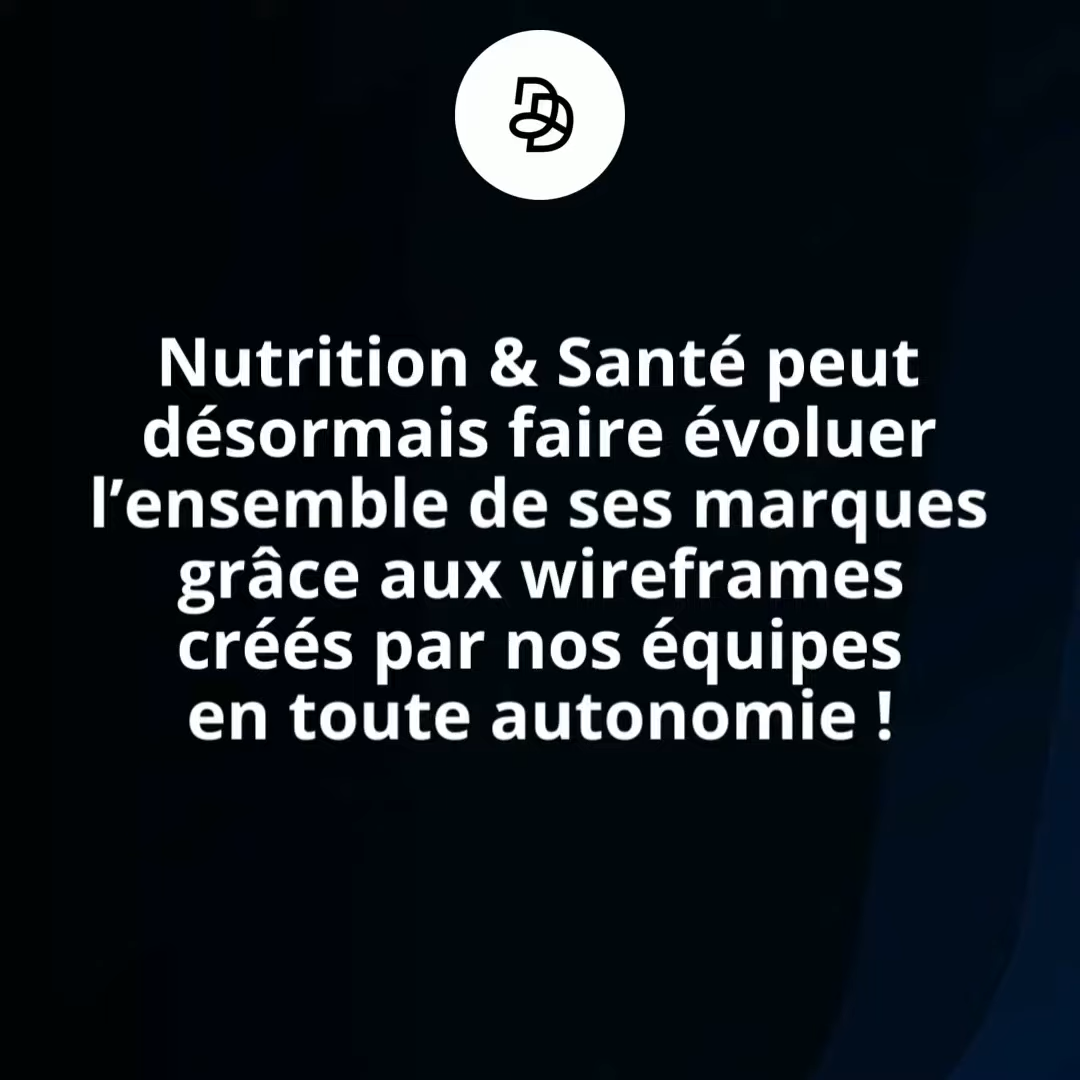 Nutrition & Santé peut
désormais faire évoluer
l’ensemble de ses marques
grâce aux wireframes
créés par nos équipes
en toute autonomie !